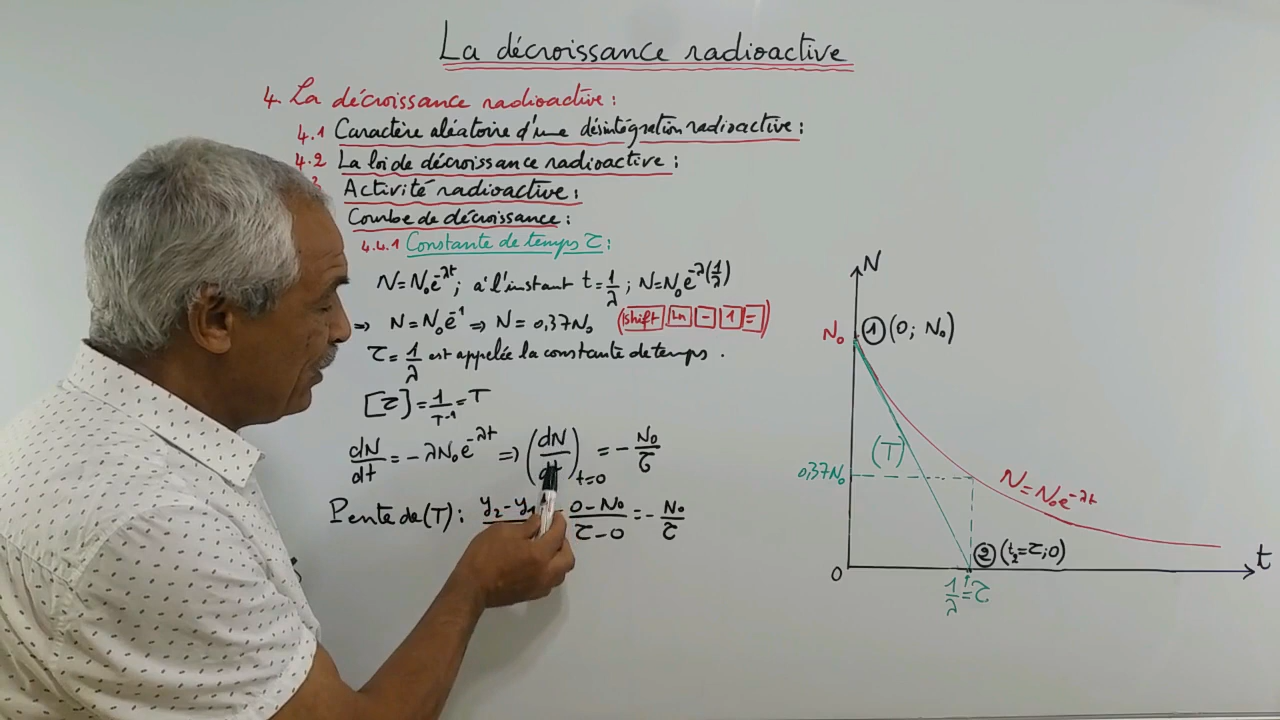 La décroissance radioactive
4. La décroissance radioactive :
4.1 Caractère aléatoire d'une désintégration radioactive :
4.2 La loi de décroissance radioactive :
Activité radioactive :
Courbe de décroissance :
4.4.1 Constante de temps τ :
N = N₀e^(-λt) ; à l'instant t = 1/λ ; N = N₀e^(-λ(1/λ))
⇒ N = N₀e^(-1) ⇒ N = 0,37N₀ (shift ln - 1 =)
τ = 1/λ est appelée la constante de temps .
[τ] = 1/T^(-1) = T
dN/dt = -λN₀e^(-λt) ⇒ (dN/dt)_(t=0) = - N₀/τ
Pente de (T) : y₂ - y₁ = 0 - N₀/τ - 0 = - N₀/τ
N
N₀
① (0 ; N₀)
(T)
0,37N₀
N = N₀e^(-λt)
② (t₂ = τ ; 0)
0
1/λ = τ
t